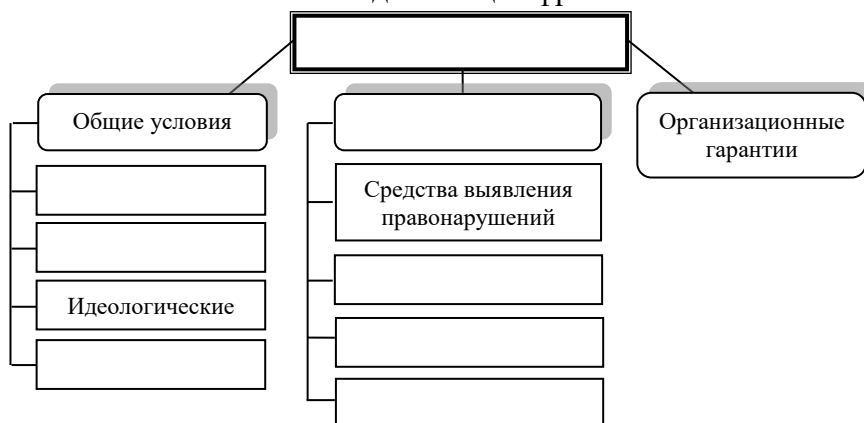 Общие условия
Организационные
гарантии
Средства выявления
правонарушений
Идеологические